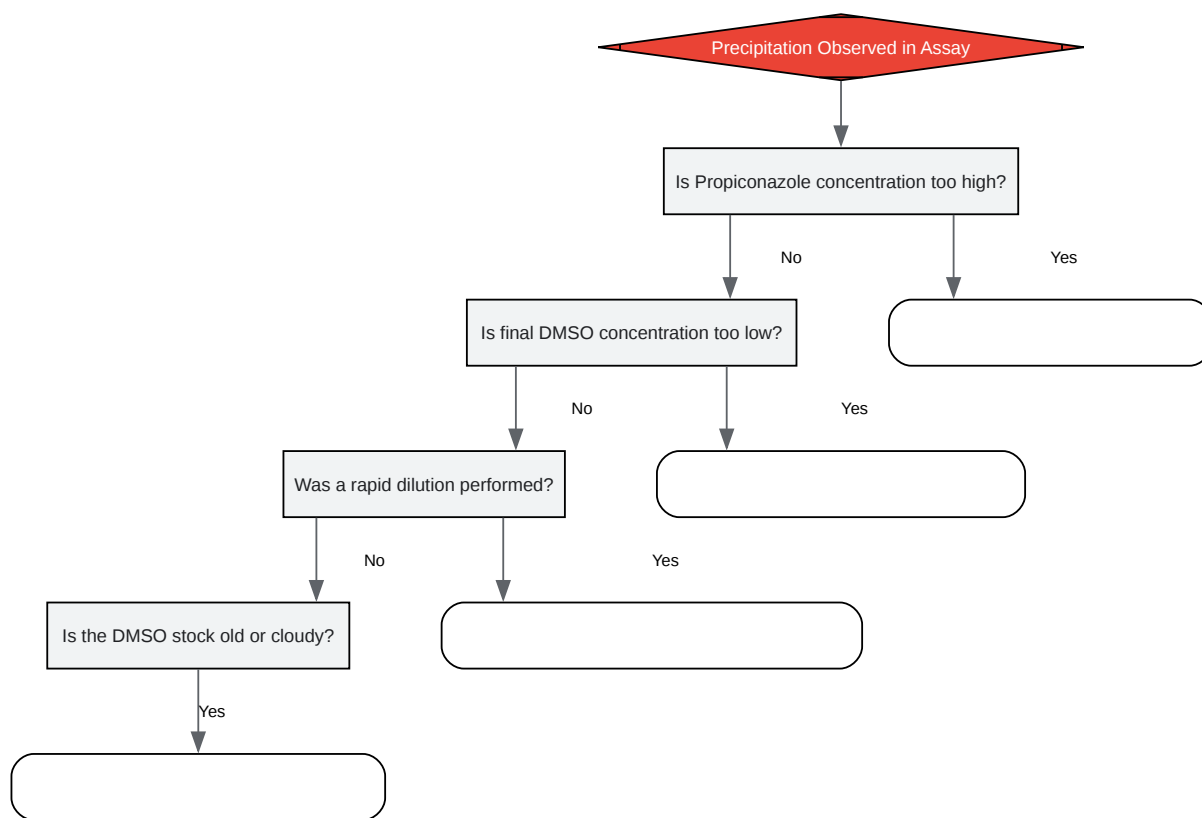 Precipitation Observed in Assay
Is Propiconazole concentration too high?
No
Yes
Is final DMSO concentration too low?
No
Yes
Was a rapid dilution performed?
No
Yes
Is the DMSO stock old or cloudy?
Yes